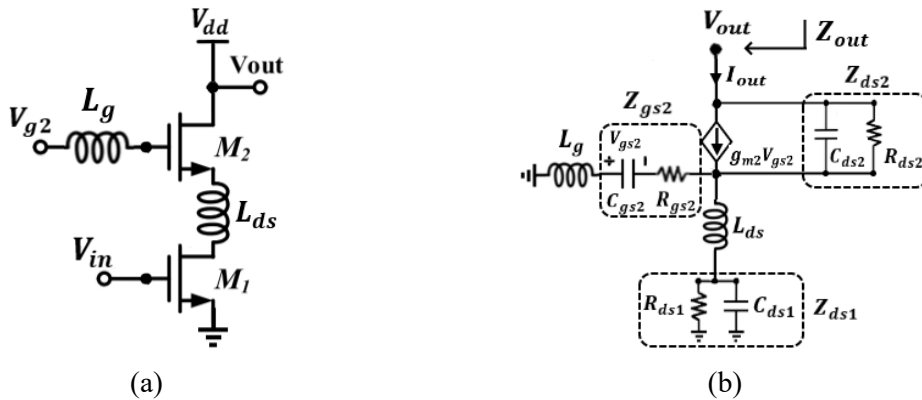 V_dd
Vout
L_g
V_g2
M_2
L_ds
V_in
M_1
(a)
V_out
Z_out
I_out
Z_ds2
Z_gs2
L_g
V_gs2
+ -
g_m2V_gs2
C_ds2
R_ds2
C_gs2
R_gs2
L_ds
R_ds1
C_ds1
Z_ds1
(b)